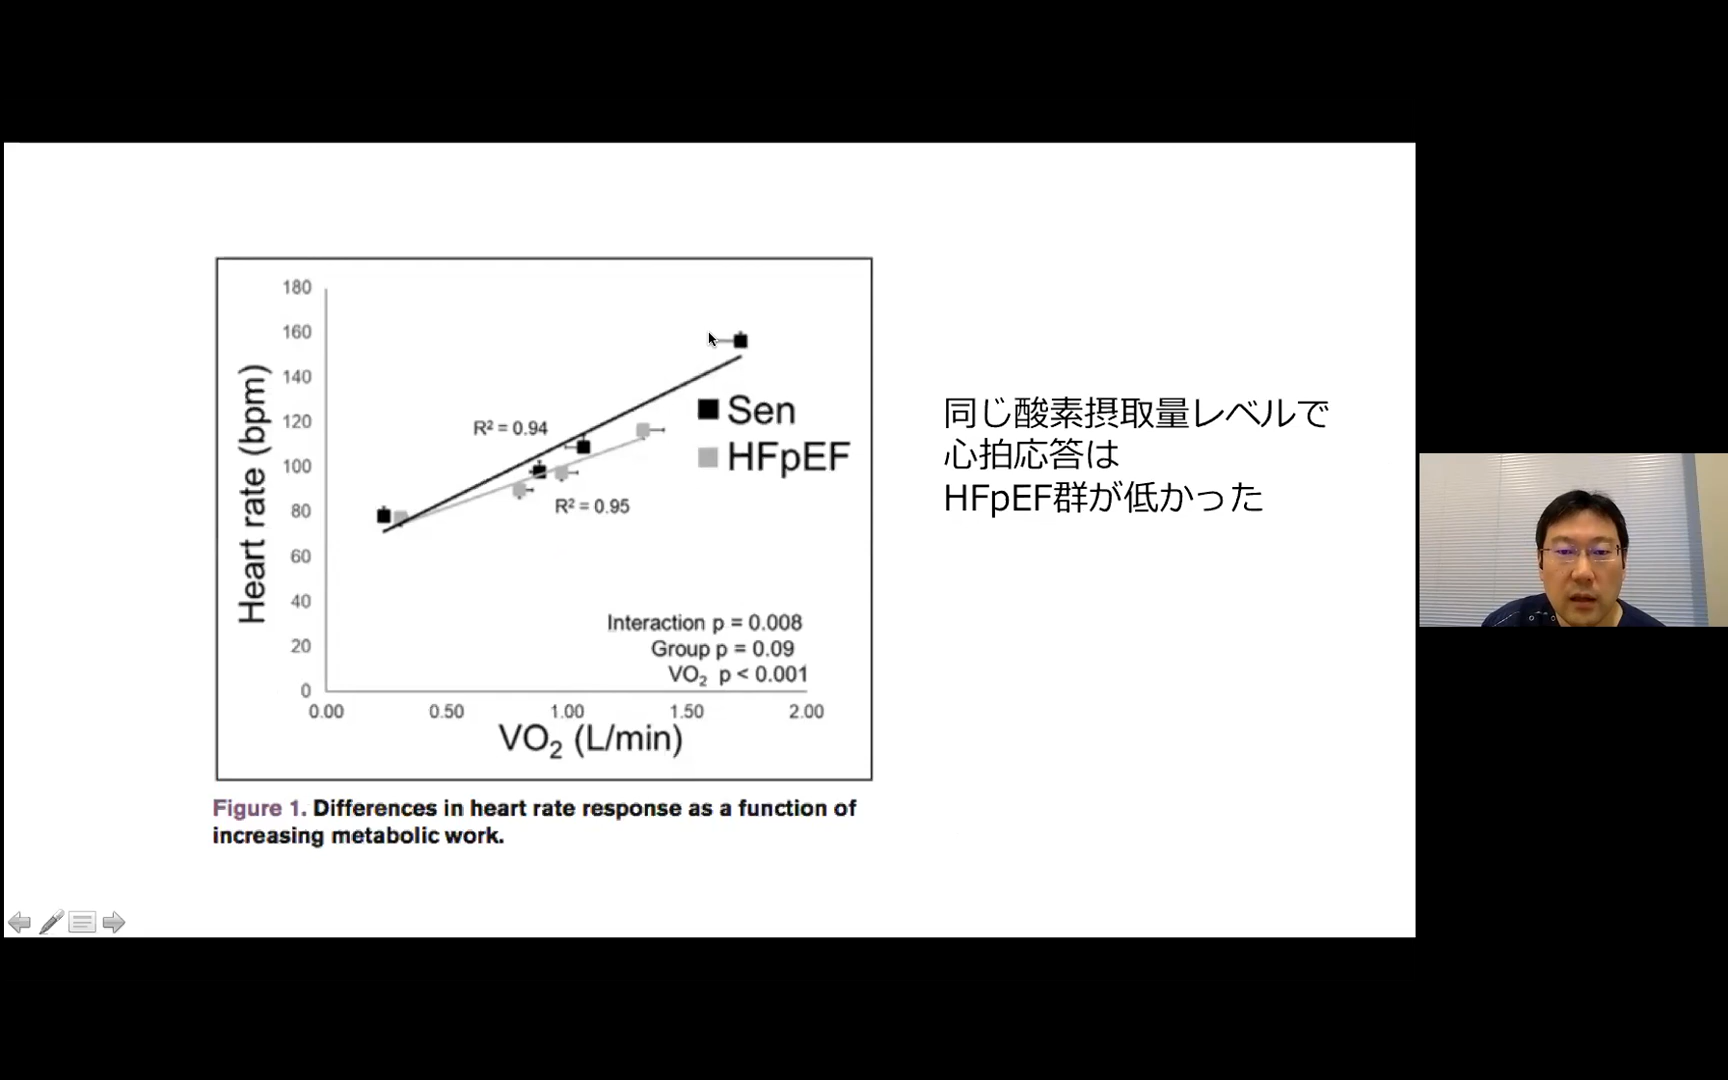 180
160
140
120
100
80
60
40
20
0
Heart rate (bpm)
R² = 0.94
R² = 0.95
Sen
HFpEF
Interaction p = 0.008
Group p = 0.09
VO₂ p < 0.001
0.00 0.50 1.00 1.50 2.00
VO₂ (L/min)
Figure 1. Differences in heart rate response as a function of
increasing metabolic work.
同じ酸素摂取量レベルで
心拍応答は
HFpEF群が低かった